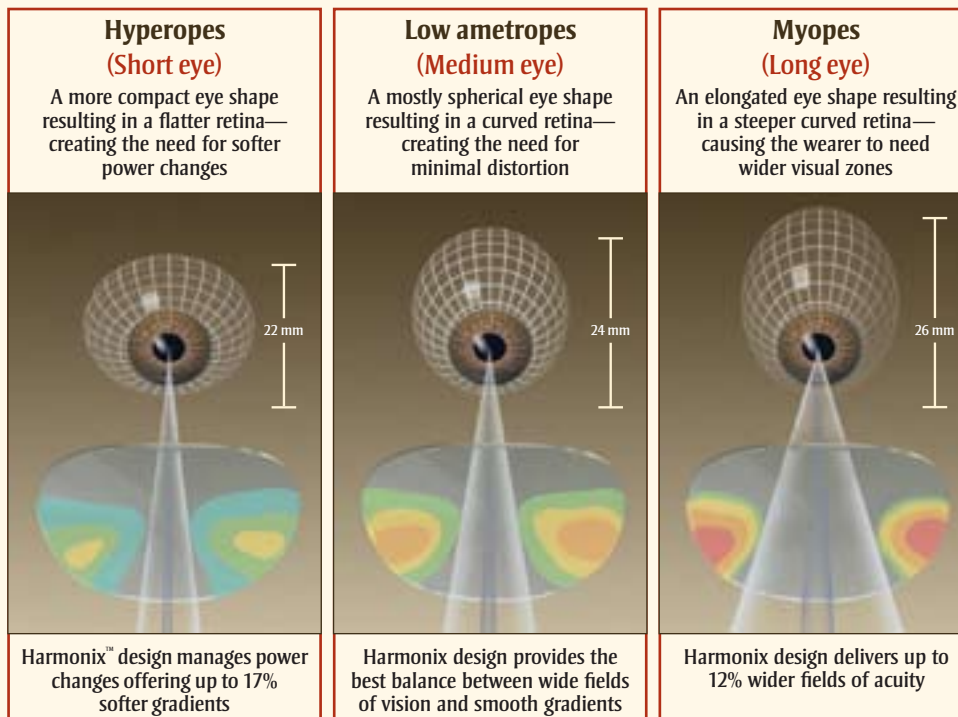 Hyperopes
(Short eye)
A more compact eye shape
resulting in a flatter retina—
creating the need for softer
power changes
22 mm
Harmonix™ design manages power
changes offering up to 17%
softer gradients
Low ametropes
(Medium eye)
A mostly spherical eye shape
resulting in a curved retina—
creating the need for
minimal distortion
24 mm
Harmonix design provides the
best balance between wide fields
of vision and smooth gradients
Myopes
(Long eye)
An elongated eye shape resulting
in a steeper curved retina—
causing the wearer to need
wider visual zones
26 mm
Harmonix design delivers up to
12% wider fields of acuity